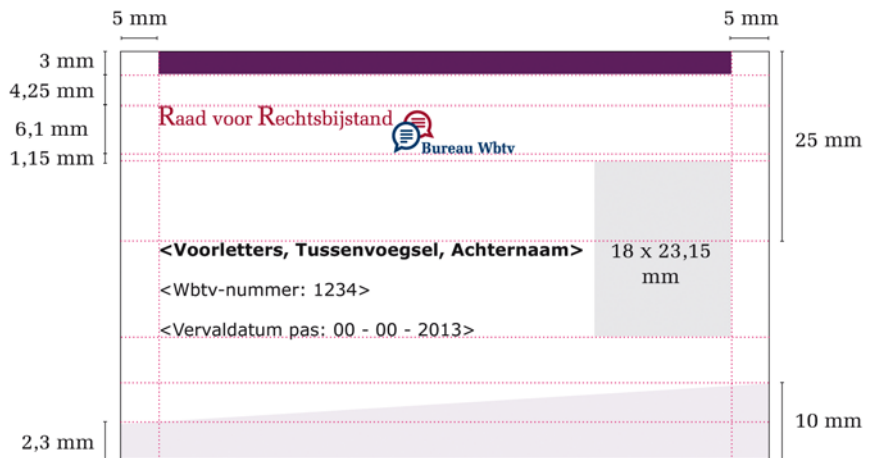 5 mm
5 mm
3 mm
4,25 mm
6,1 mm
1,15 mm
Raad voor Rechtsbijstand
Bureau Wbtv
25 mm
<Voorletters, Tussenvoegsel, Achternaam>
18 x 23,15
mm
<Wbtv-nummer: 1234>
<Vervaldatum pas: 00 - 00 - 2013>
10 mm
2,3 mm